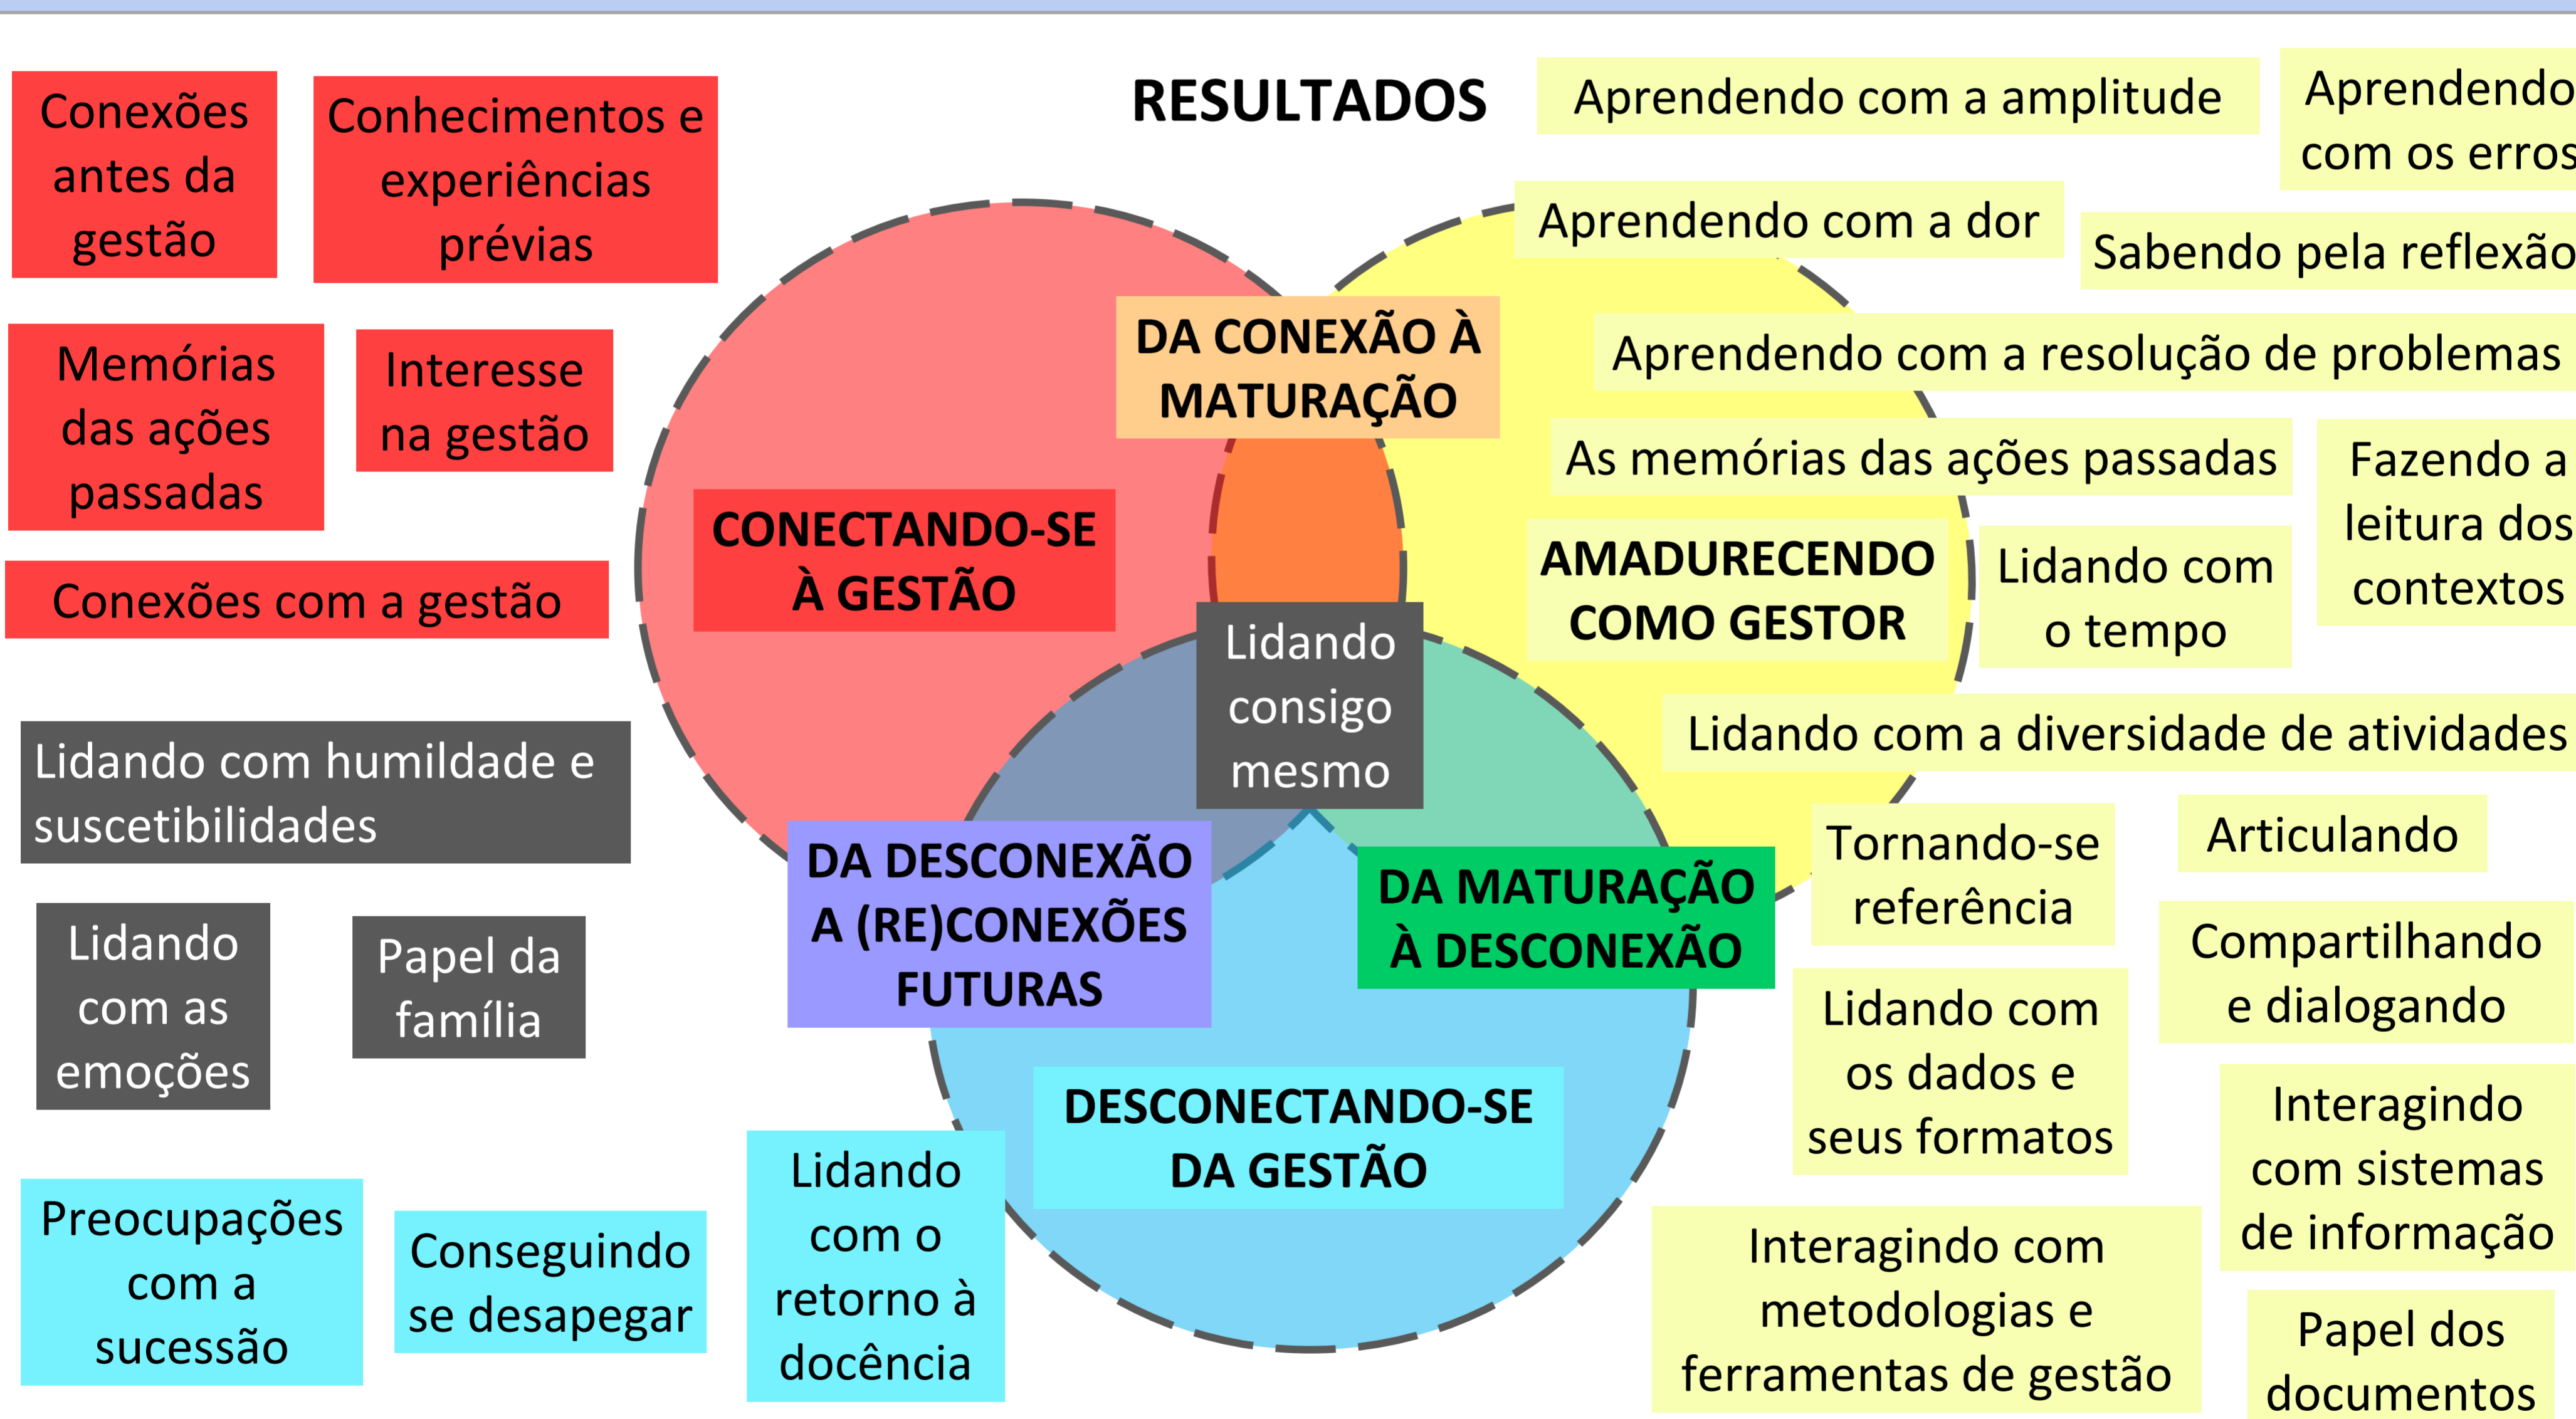 RESULTADOS
Conexões
antes da
gestão
Conhecimentos e
experiências
prévias
Memórias
das ações
passadas
Interesse
na gestão
Conexões com a gestão
Lidando com humildade e
suscetibilidades
Lidando
com as
emoções
Papel da
família
Preocupações
com a
sucessão
Conseguindo
se desapegar
Lidando
com o
retorno à
docência
CONECTANDO-SE
À GESTÃO
DA CONEXÃO À
MATURAÇÃO
Lidando
consigo
mesmo
DA DESCONEXÃO
A (RE)CONEXÕES
FUTURAS
DA MATURAÇÃO
À DESCONEXÃO
DESCONECTANDO-SE
DA GESTÃO
AMADURECENDO
COMO GESTOR
Aprendendo com a amplitude
Aprendendo
com os erros
Aprendendo com a dor
Sabendo pela reflexão
Aprendendo com a resolução de problemas
As memórias das ações passadas
Fazendo a
leitura dos
contextos
Lidando com
o tempo
Lidando com a diversidade de atividades
Tornando-se
referência
Articulando
Compartilhando
e dialogando
Lidando com
os dados e
seus formatos
Interagindo
com sistemas
de informação
Interagindo com
metodologias e
ferramentas de gestão
Papel dos
documentos